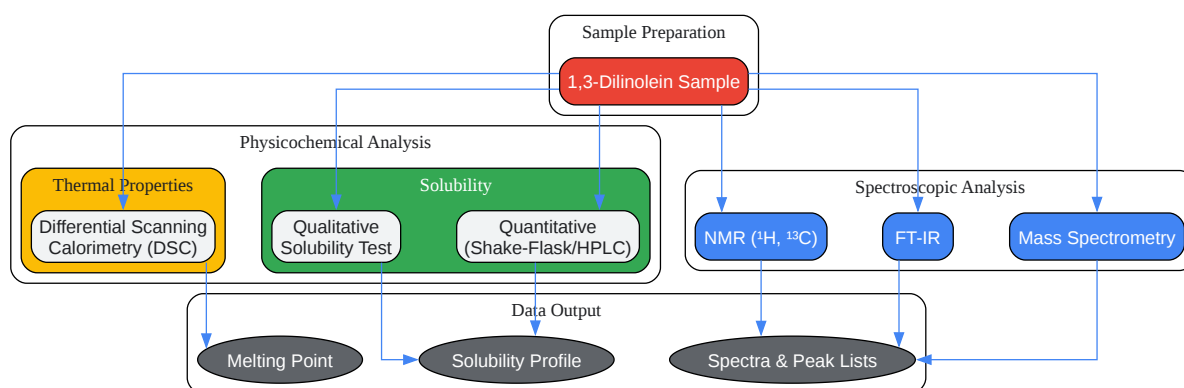 Sample Preparation
1,3-Dilinolein Sample
Physicochemical Analysis
Thermal Properties
Solubility
Spectroscopic Analysis
Differential Scanning
Calorimetry (DSC)
Qualitative
Solubility Test
Quantitative
(Shake-Flask/HPLC)
NMR (¹H, ¹³C)
FT-IR
Mass Spectrometry
Data Output
Melting Point
Solubility Profile
Spectra & Peak Lists